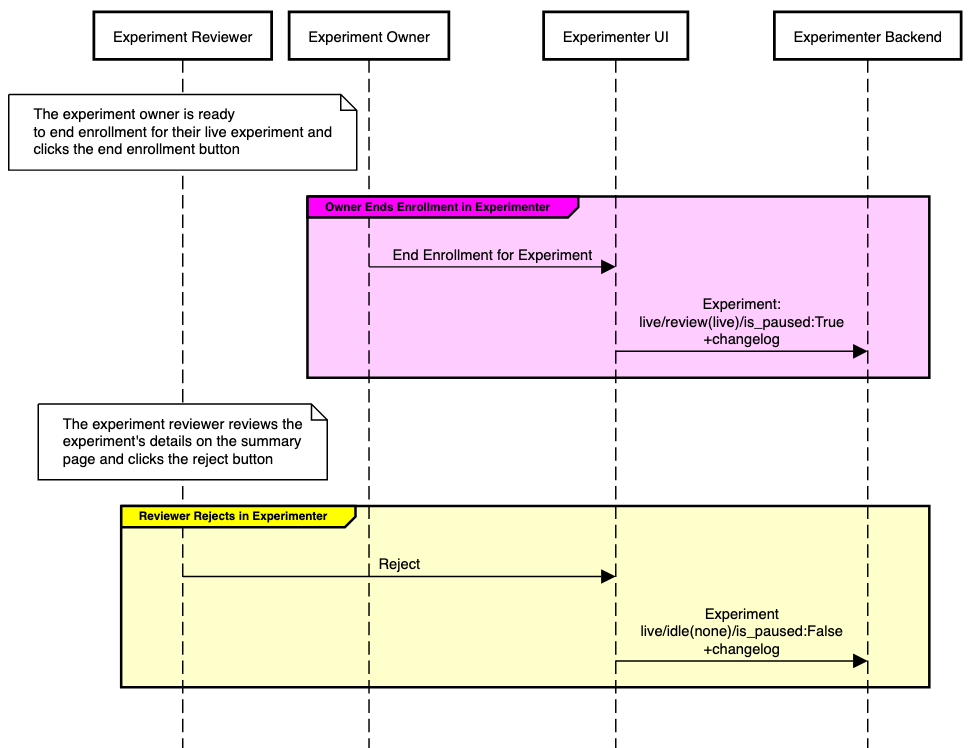 Experiment Reviewer
Experiment Owner
Experimenter UI
Experimenter Backend
The experiment owner is ready
to end enrollment for their live experiment and
clicks the end enrollment button
Owner Ends Enrollment in Experimenter
End Enrollment for Experiment
Experiment:
live/review(live)/is_paused:True
+changelog
The experiment reviewer reviews the
experiment's details on the summary
page and clicks the reject button
Reviewer Rejects in Experimenter
Reject
Experiment
live/idle(none)/is_paused:False
+changelog